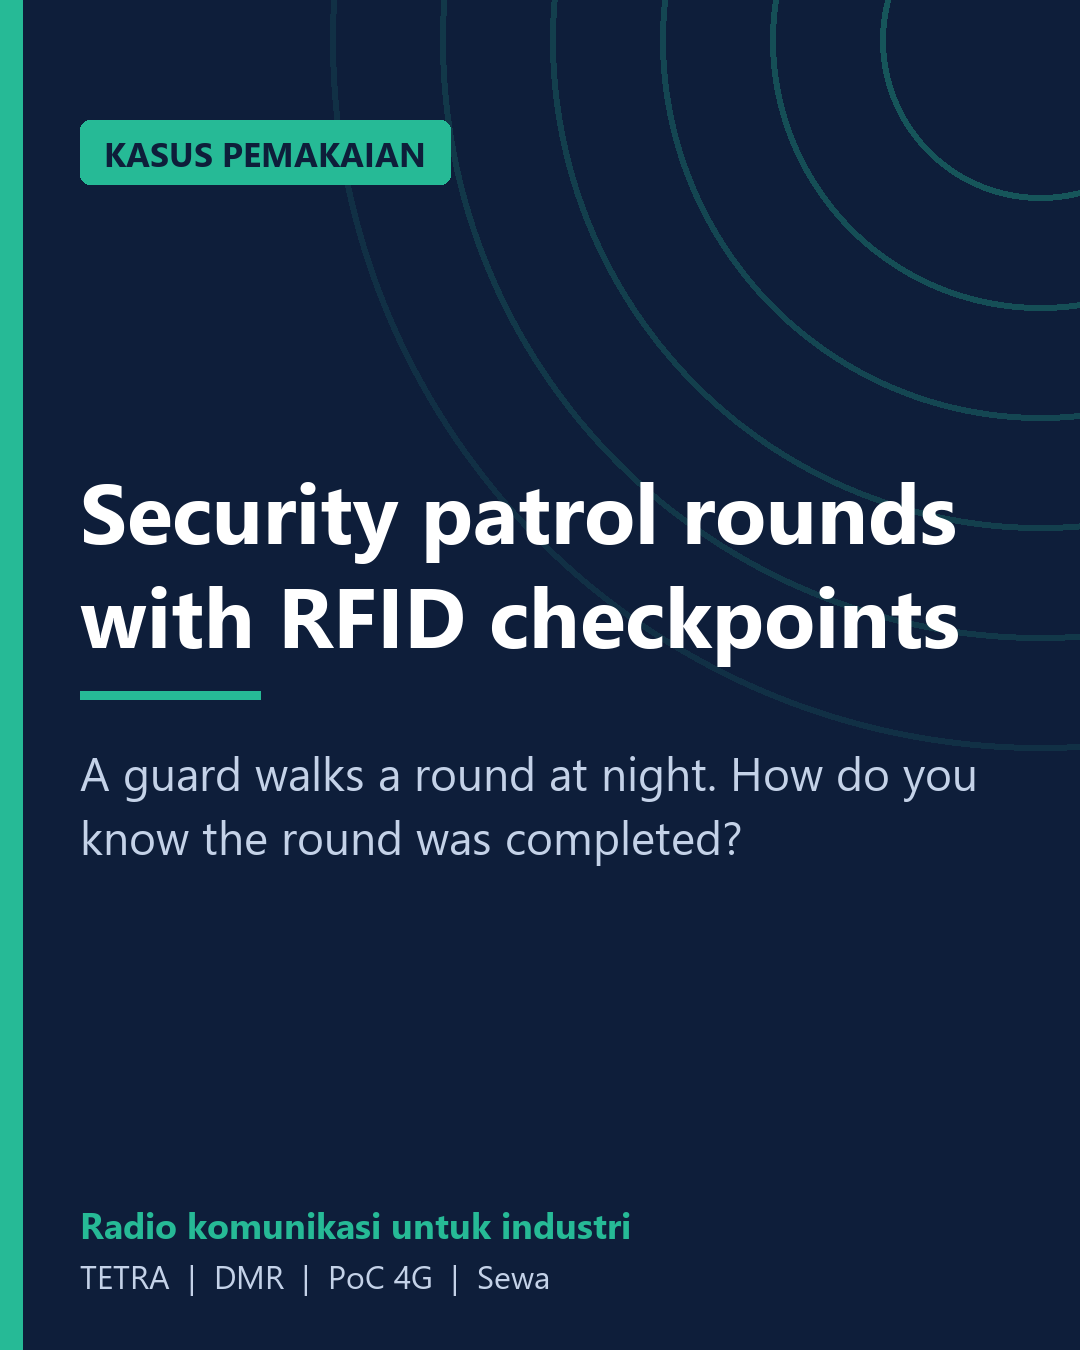 KASUS PEMAKAIAN
Security patrol rounds
with RFID checkpoints
A guard walks a round at night. How do you
know the round was completed?
Radio komunikasi untuk industri
TETRA | DMR | PoC 4G | Sewa